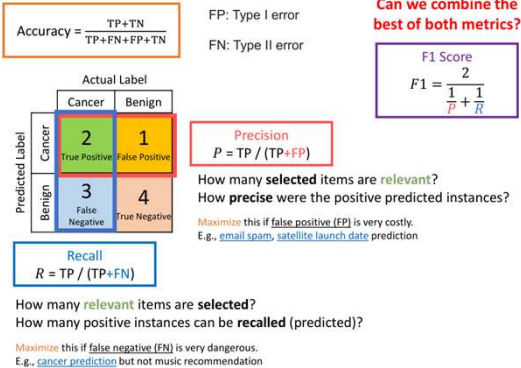 Can we combine the
best of both metrics?
Accuracy = TP+TN / TP+FN+FP+TN
FP: Type I error
FN: Type II error
F1 Score
F1 = 2 / 1/P + 1/R
Actual Label
Cancer Benign
Predicted Label
Cancer
2
True Positive
1
False Positive
Benign
3
False
Negative
4
True Negative
Precision
P = TP / (TP+FP)
How many selected items are relevant?
How precise were the positive predicted instances?
Maximize this if false positive (FP) is very costly.
E.g., email spam, satellite launch date prediction
Recall
R = TP / (TP+FN)
How many relevant items are selected?
How many positive instances can be recalled (predicted)?
Maximize this if false negative (FN) is very dangerous.
E.g., cancer prediction but not music recommendation